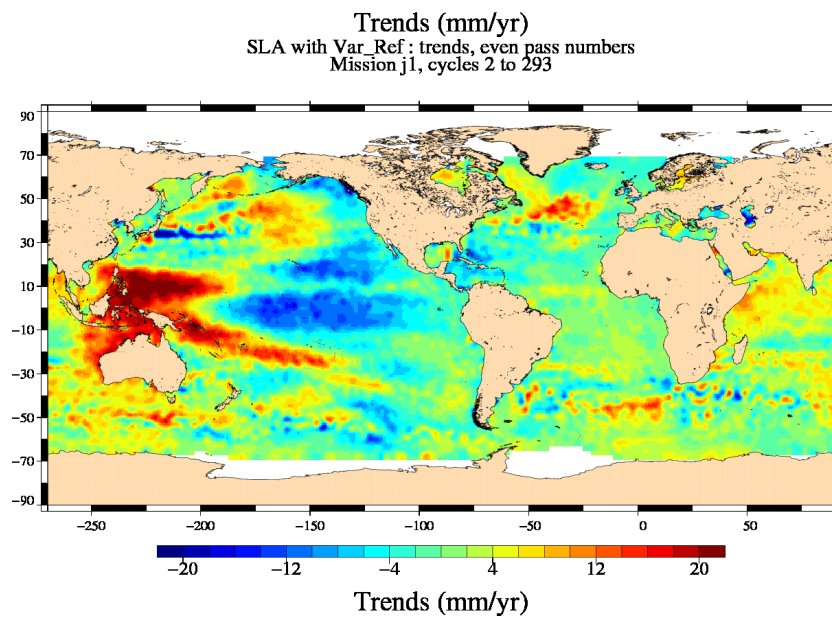 Trends (mm/yr)
SLA with Var_Ref : trends, even pass numbers
Mission j1, cycles 2 to 293
90
70
50
30
10
−10
−30
−50
−70
−90
−250 −200 −150 −100 −50 0 50
−20 −12 −4 4 12 20
Trends (mm/yr)